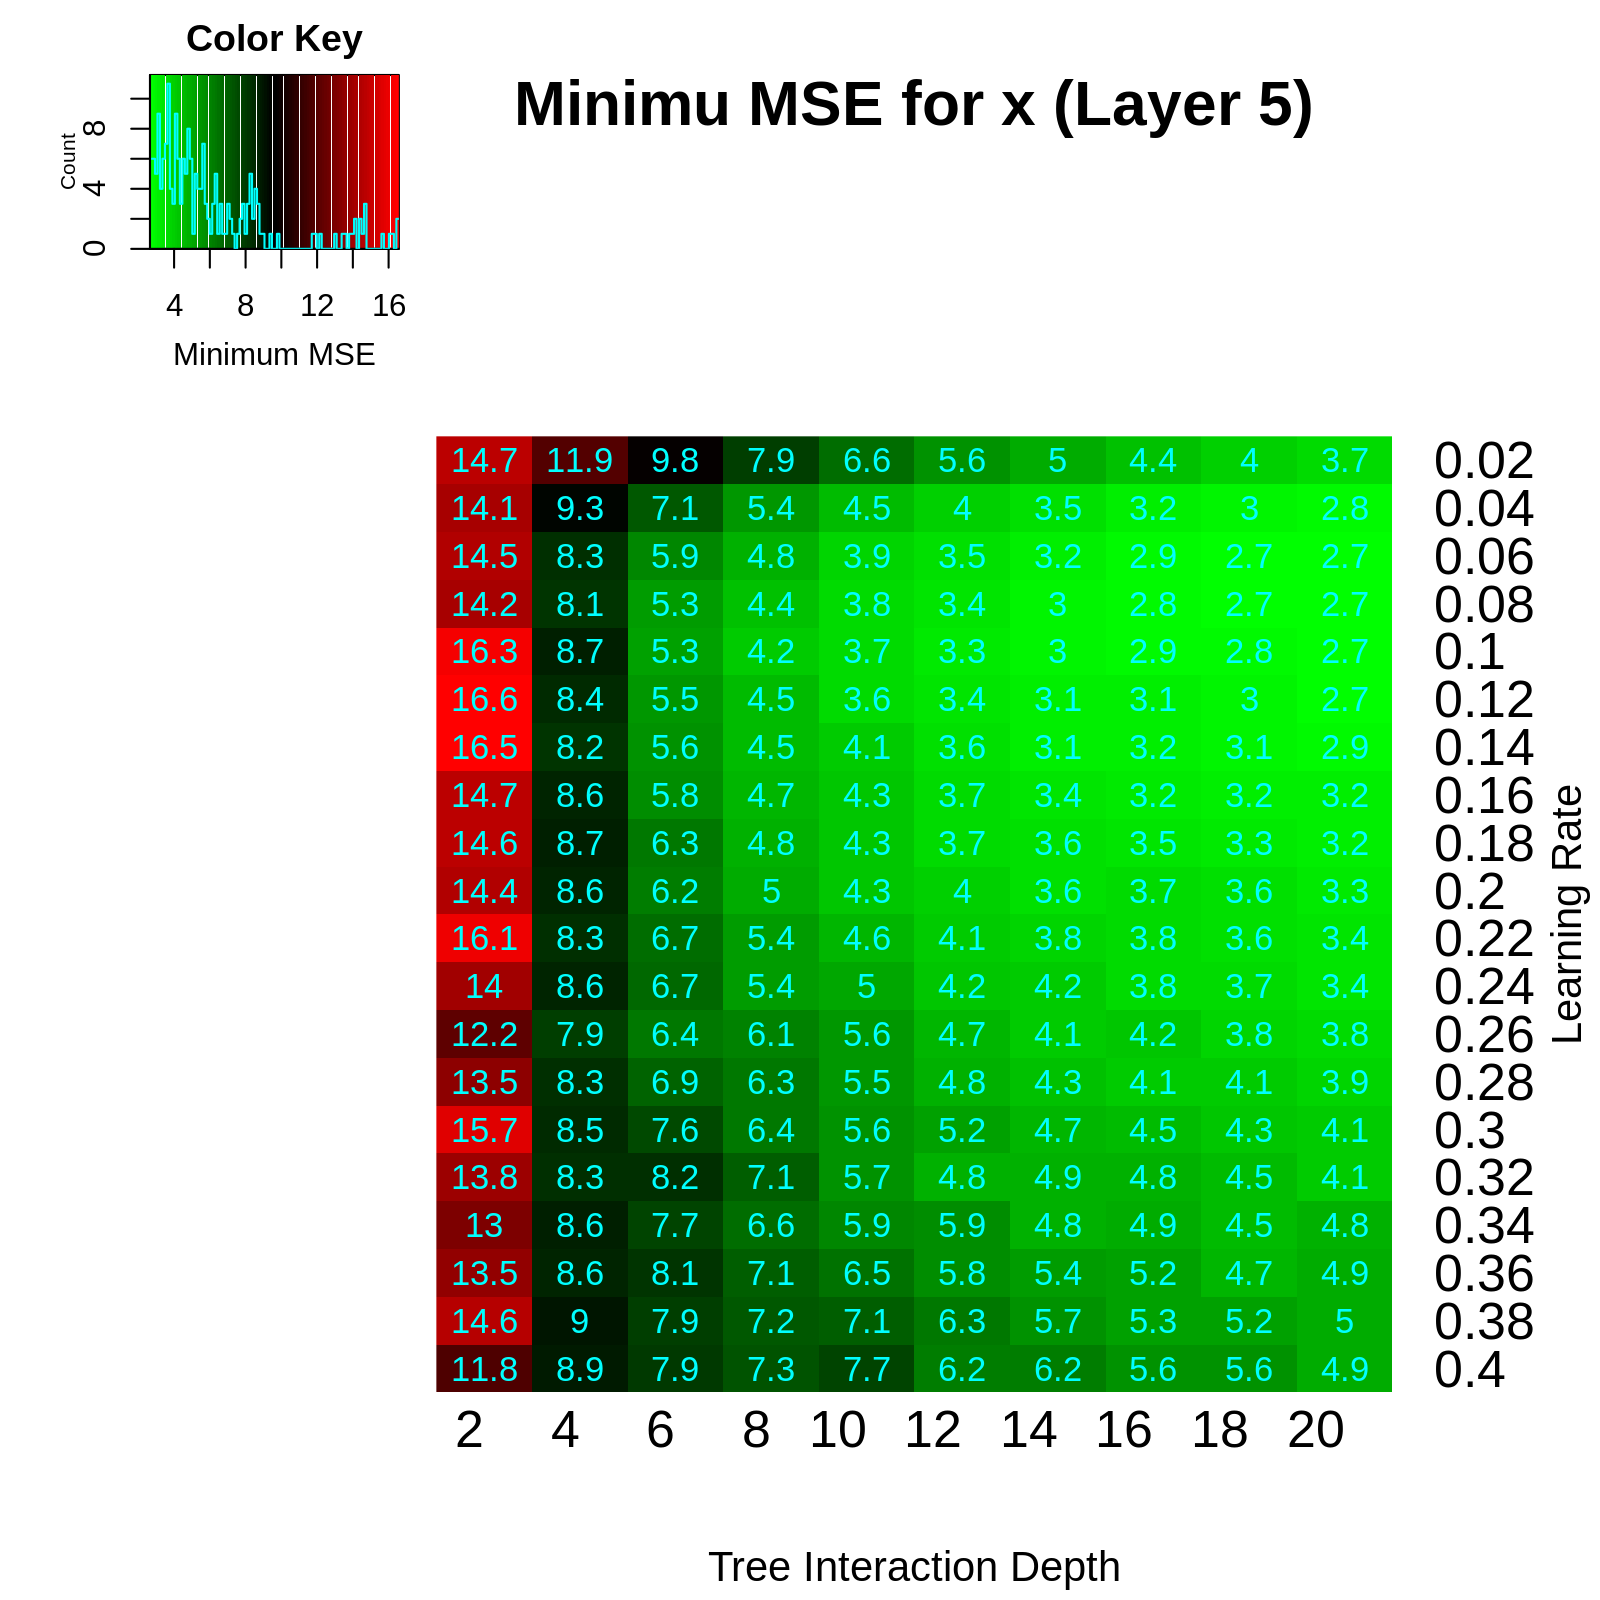 Color Key
Minimu MSE for x (Layer 5)
Count
0 4 8
4 8 12 16
Minimum MSE
14.7 11.9 9.8 7.9 6.6 5.6 5 4.4 4 3.7 0.02
14.1 9.3 7.1 5.4 4.5 4 3.5 3.2 3 2.8 0.04
14.5 8.3 5.9 4.8 3.9 3.5 3.2 2.9 2.7 2.7 0.06
14.2 8.1 5.3 4.4 3.8 3.4 3 2.8 2.7 2.7 0.08
16.3 8.7 5.3 4.2 3.7 3.3 3 2.9 2.8 2.7 0.1
16.6 8.4 5.5 4.5 3.6 3.4 3.1 3.1 3 2.7 0.12
16.5 8.2 5.6 4.5 4.1 3.6 3.1 3.2 3.1 2.9 0.14
14.7 8.6 5.8 4.7 4.3 3.7 3.4 3.2 3.2 3.2 0.16
14.6 8.7 6.3 4.8 4.3 3.7 3.6 3.5 3.3 3.2 0.18
14.4 8.6 6.2 5 4.3 4 3.6 3.7 3.6 3.3 0.2
16.1 8.3 6.7 5.4 4.6 4.1 3.8 3.8 3.6 3.4 0.22
14 8.6 6.7 5.4 5 4.2 4.2 3.8 3.7 3.4 0.24
12.2 7.9 6.4 6.1 5.6 4.7 4.1 4.2 3.8 3.8 0.26
13.5 8.3 6.9 6.3 5.5 4.8 4.3 4.1 4.1 3.9 0.28
15.7 8.5 7.6 6.4 5.6 5.2 4.7 4.5 4.3 4.1 0.3
13.8 8.3 8.2 7.1 5.7 4.8 4.9 4.8 4.5 4.1 0.32
13 8.6 7.7 6.6 5.9 5.9 4.8 4.9 4.5 4.8 0.34
13.5 8.6 8.1 7.1 6.5 5.8 5.4 5.2 4.7 4.9 0.36
14.6 9 7.9 7.2 7.1 6.3 5.7 5.3 5.2 5 0.38
11.8 8.9 7.9 7.3 7.7 6.2 6.2 5.6 5.6 4.9 0.4
Learning Rate
2 4 6 8 10 12 14 16 18 20
Tree Interaction Depth